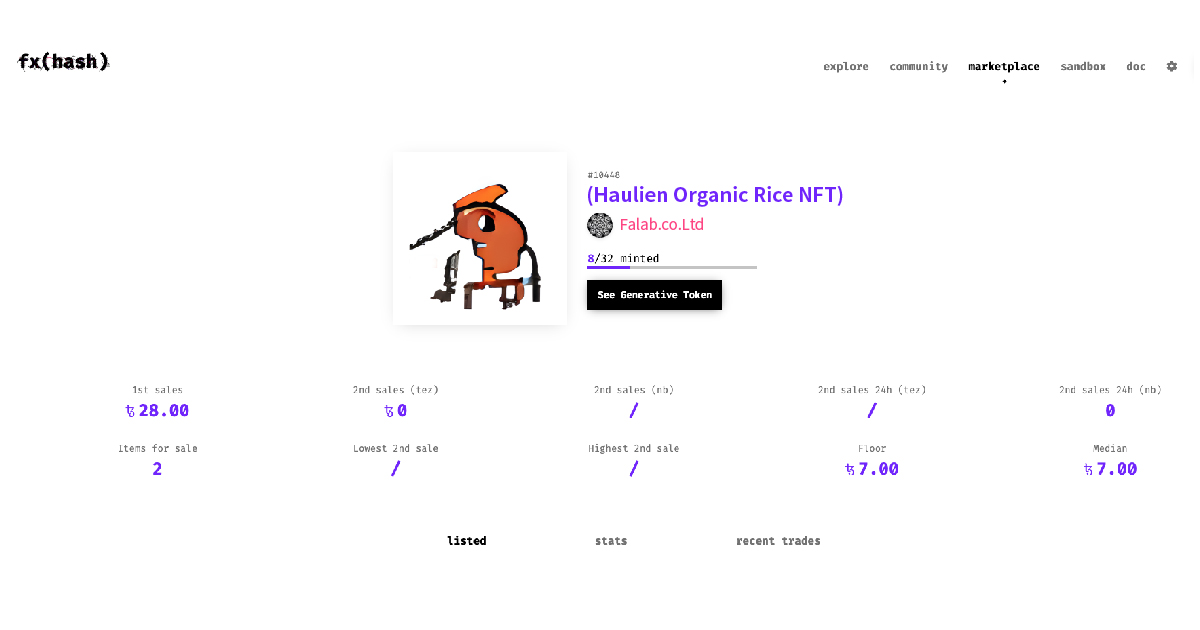 fx(hash)
explore community marketplace sandbox doc
#10448
(Haulien Organic Rice NFT)
Falab.co.Ltd
8/32 minted
See Generative Token
1st sales 2nd sales (tez) 2nd sales (nb) 2nd sales 24h (tez) 2nd sales 24h (nb)
ꜩ 28.00 ꜩ 0 / / 0
Items for sale Lowest 2nd sale Highest 2nd sale Floor Median
2 / / ꜩ 7.00 ꜩ 7.00
listed stats recent trades